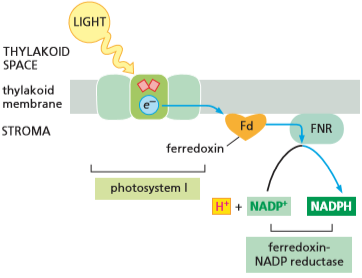 LIGHT
THYLAKOID
SPACE
thylakoid
membrane
e⁻
STROMA
Fd
FNR
ferredoxin
photosystem I
H⁺ + NADP⁺ NADPH
ferredoxin-
NADP reductase